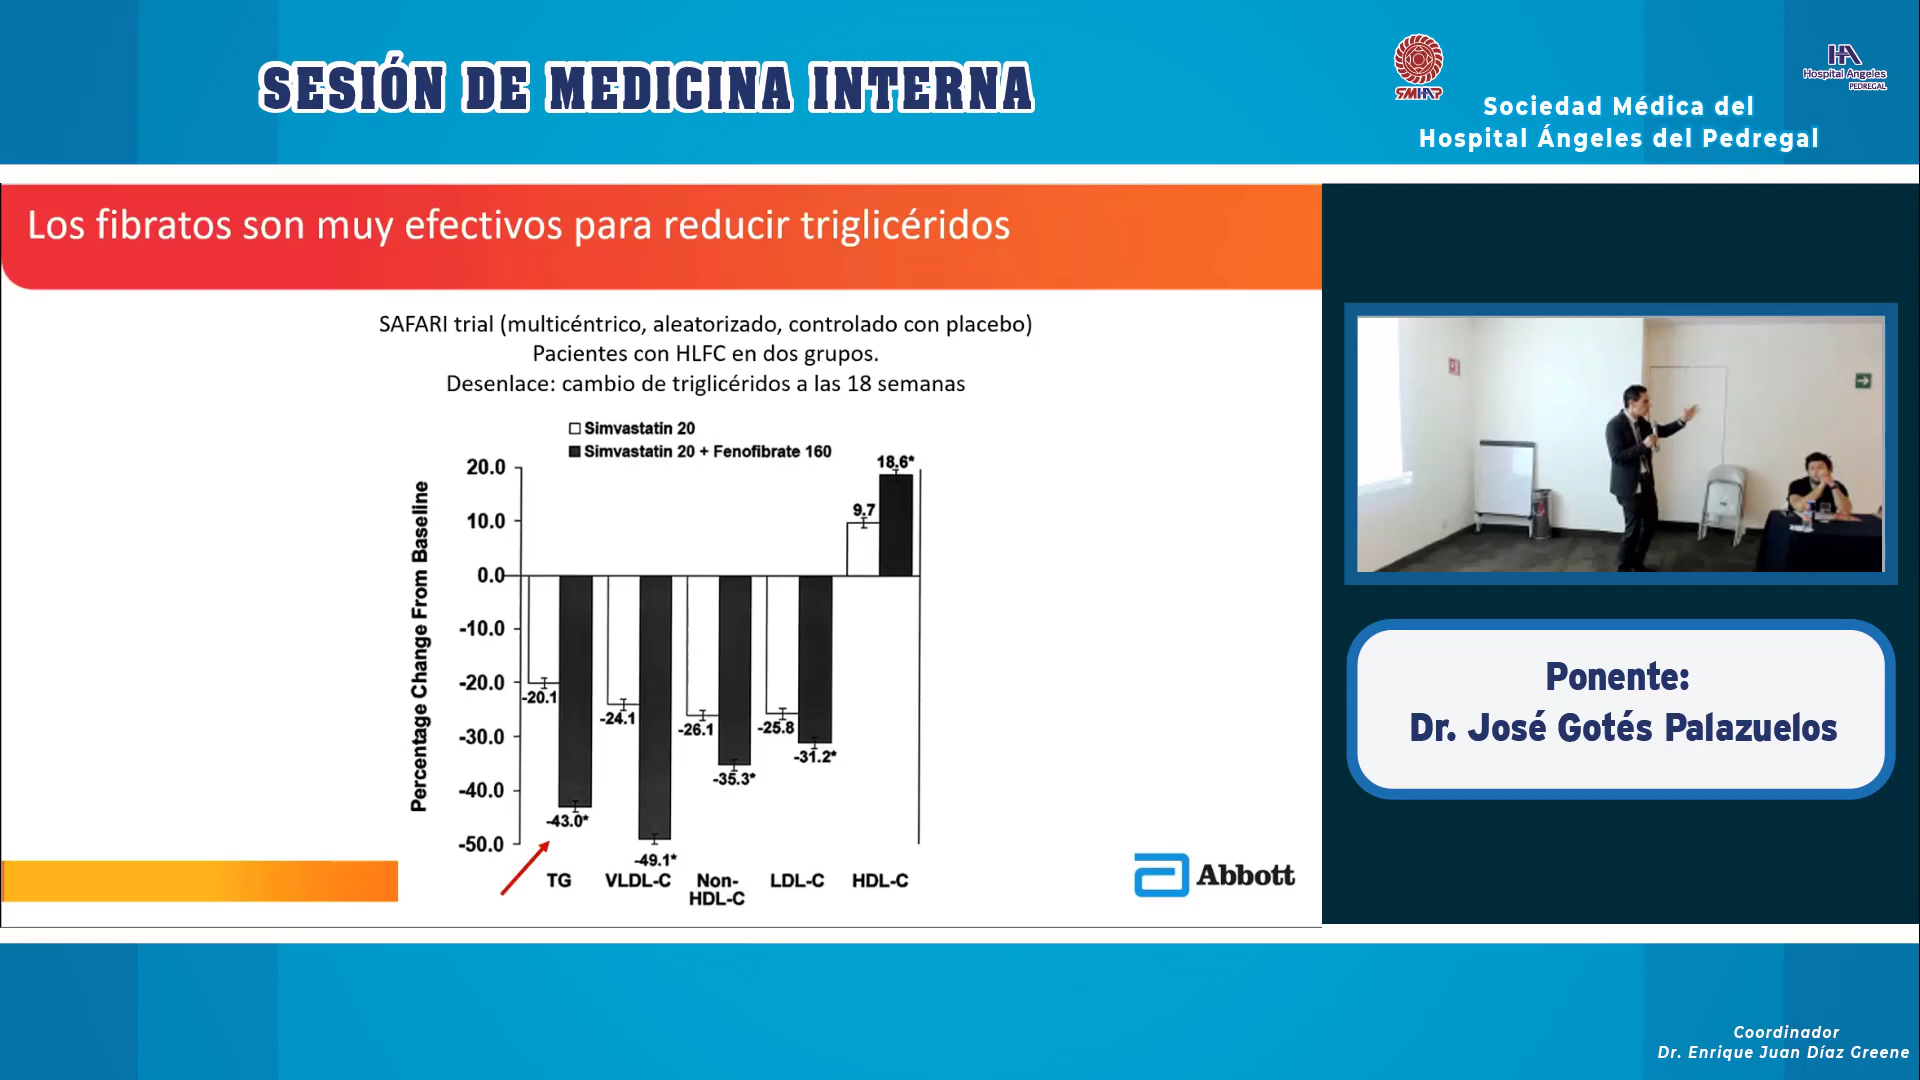 SESIÓN DE MEDICINA INTERNA
SMHAP
Sociedad Médica del
Hospital Ángeles del Pedregal
HA
Hospital Angeles
PEDREGAL
Los fibratos son muy efectivos para reducir triglicéridos
SAFARI trial (multicéntrico, aleatorizado, controlado con placebo)
Pacientes con HLFC en dos grupos.
Desenlace: cambio de triglicéridos a las 18 semanas
Simvastatin 20
Simvastatin 20 + Fenofibrate 160
Percentage Change From Baseline
20.0
10.0
0.0
-10.0
-20.0
-30.0
-40.0
-50.0
-20.1
-43.0*
-24.1
-49.1*
-26.1
-35.3*
-25.8
-31.2*
9.7
18.6*
TG
VLDL-C
Non-
HDL-C
LDL-C
HDL-C
Abbott
Ponente:
Dr. José Gotés Palazuelos
Coordinador
Dr. Enrique Juan Díaz Greene